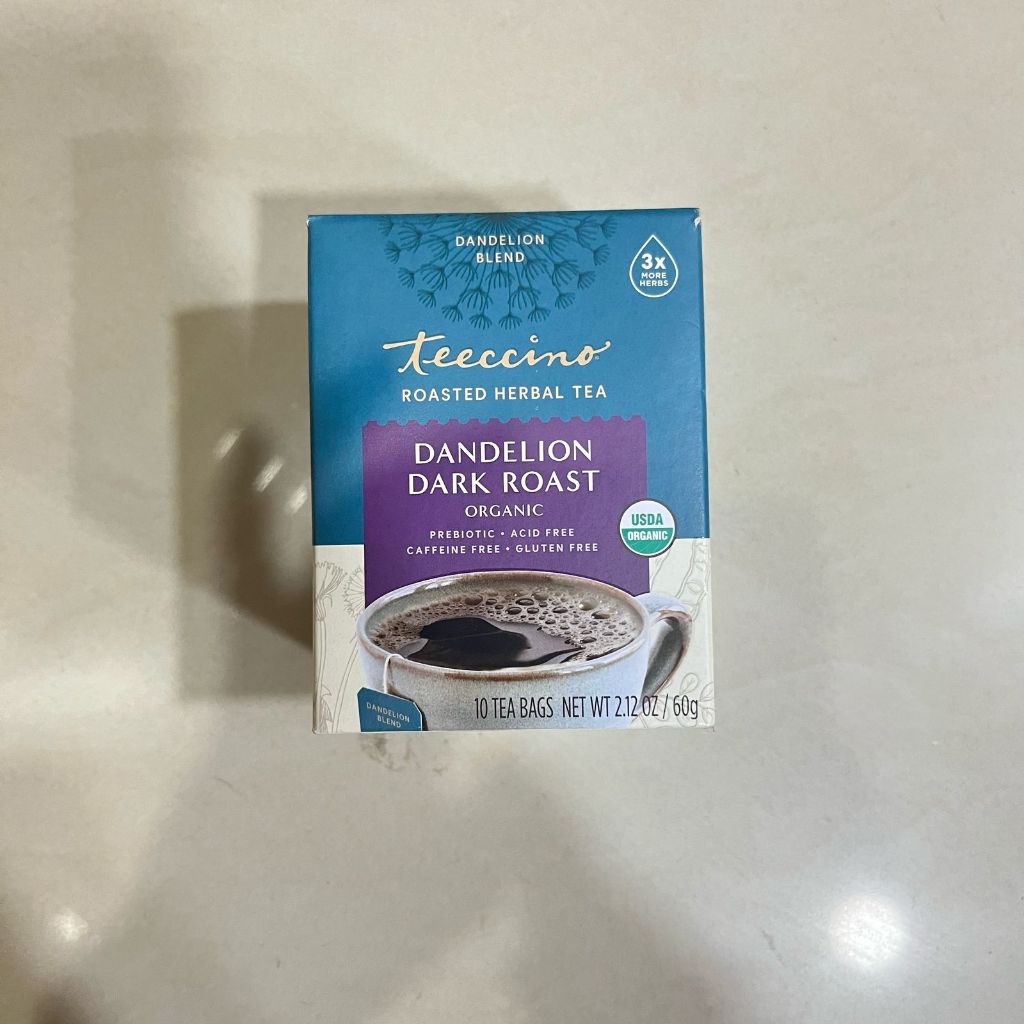 DANDELION
BLEND
3x
MORE
HERBS
teeccino
ROASTED HERBAL TEA
DANDELION
DARK ROAST
ORGANIC
PREBIOTIC • ACID FREE
CAFFEINE FREE • GLUTEN FREE
USDA
ORGANIC
DANDELION
BLEND
10 TEA BAGS NET WT 2.12 OZ / 60g